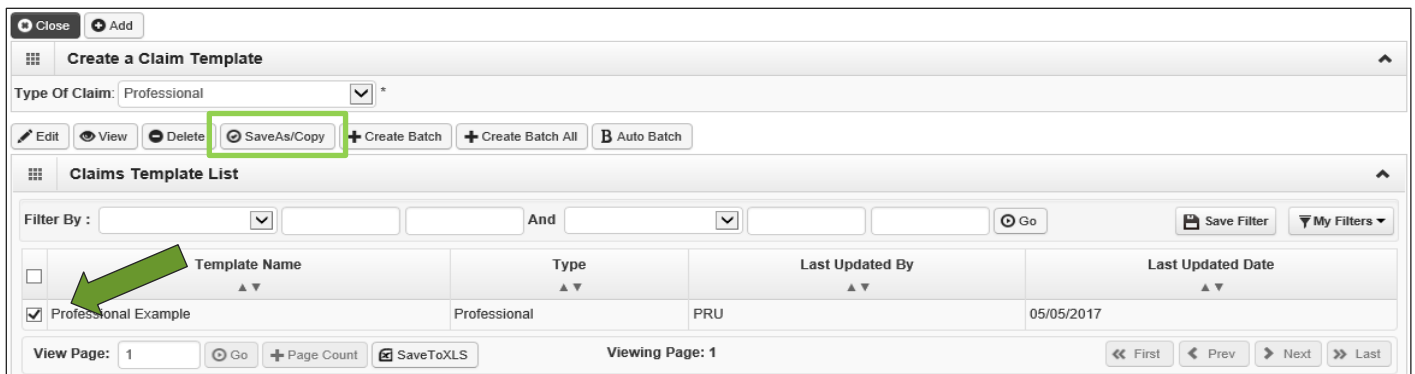 Close Add
Create a Claim Template
Type Of Claim: Professional *
Edit View Delete SaveAs/Copy Create Batch Create Batch All B Auto Batch
Claims Template List
Filter By : And Go Save Filter My Filters
Template Name Type Last Updated By Last Updated Date
Professional Example Professional PRU 05/05/2017
View Page: 1 Go Page Count SaveToXLS Viewing Page: 1 First Prev Next Last